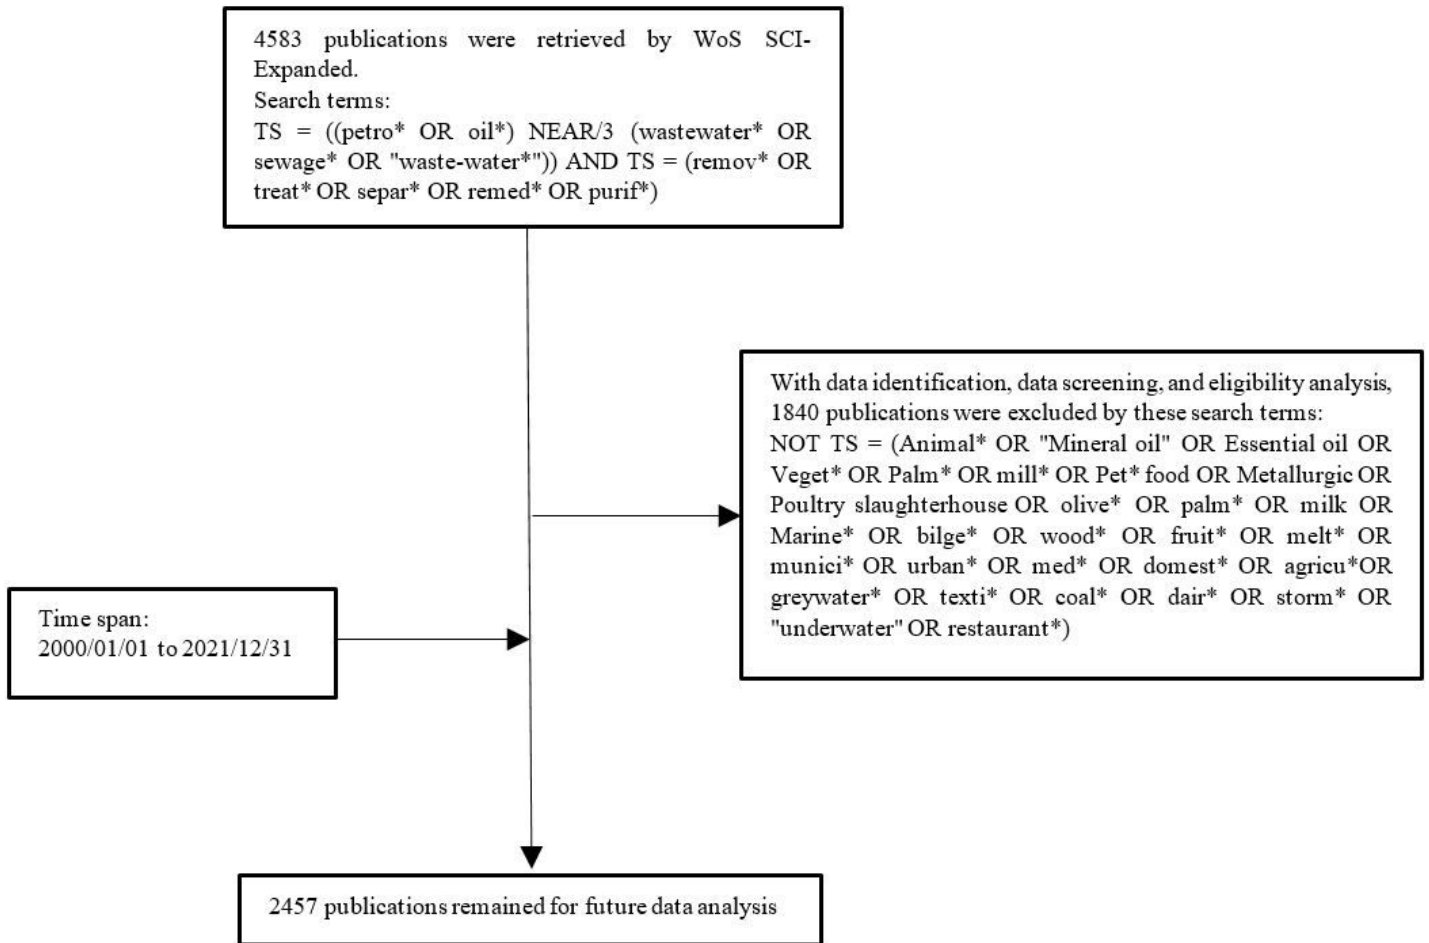 4583 publications were retrieved by WoS SCI-
Expanded.
Search terms:
TS = ((petro* OR oil*) NEAR/3 (wastewater* OR
sewage* OR "waste-water*")) AND TS = (remov* OR
treat* OR separ* OR remed* OR purif*)
With data identification, data screening, and eligibility analysis,
1840 publications were excluded by these search terms:
NOT TS = (Animal* OR "Mineral oil" OR Essential oil OR
Veget* OR Palm* OR mill* OR Pet* food OR Metallurgic OR
Poultry slaughterhouse OR olive* OR palm* OR milk OR
Marine* OR bilge* OR wood* OR fruit* OR melt* OR
munici* OR urban* OR med* OR domest* OR agricu*OR
greywater* OR texti* OR coal* OR dair* OR storm* OR
"underwater" OR restaurant*)
Time span:
2000/01/01 to 2021/12/31
2457 publications remained for future data analysis